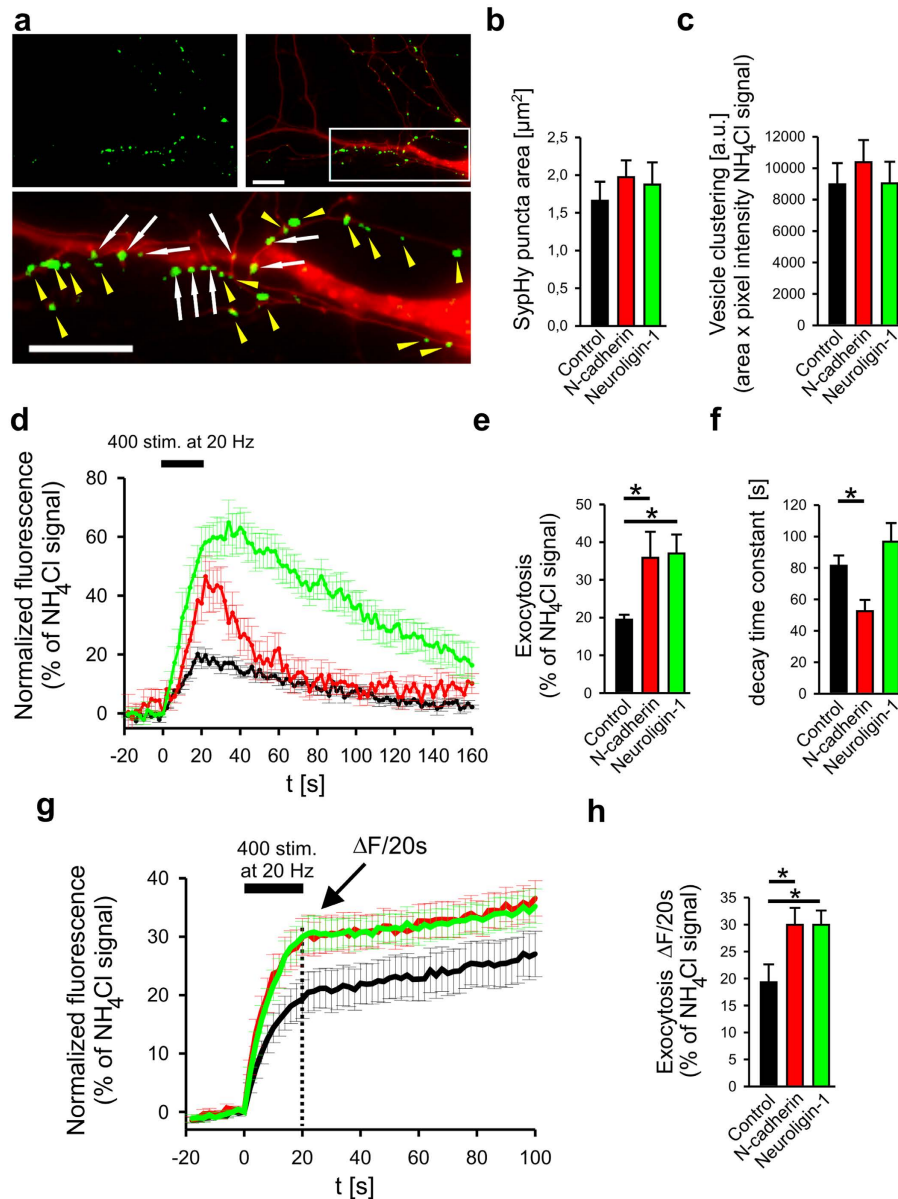 a
b
SypHy puncta area [µm²]
2,5
2,0
1,5
1,0
0,5
0,0
Control
N-cadherin
Neuroligin-1
c
Vesicle clustering [a.u.]
(area x pixel intensity NH₄Cl signal)
12000
10000
8000
6000
4000
2000
0
Control
N-cadherin
Neuroligin-1
d
400 stim. at 20 Hz
Normalized fluorescence
(% of NH₄Cl signal)
80
60
40
20
0
-20 0 20 40 60 80 100 120 140 160
t [s]
e
Exocytosis
(% of NH₄Cl signal)
50
40
30
20
10
0
*
*
Control
N-cadherin
Neuroligin-1
f
decay time constant [s]
120
100
80
60
40
20
0
*
Control
N-cadherin
Neuroligin-1
g
400 stim.
at 20 Hz
ΔF/20s
Normalized fluorescence
(% of NH₄Cl signal)
40
30
20
10
0
-20 0 20 40 60 80 100
t [s]
h
Exocytosis ΔF/20s
(% of NH₄Cl signal)
35
30
25
20
15
10
5
0
*
*
Control
N-cadherin
Neuroligin-1